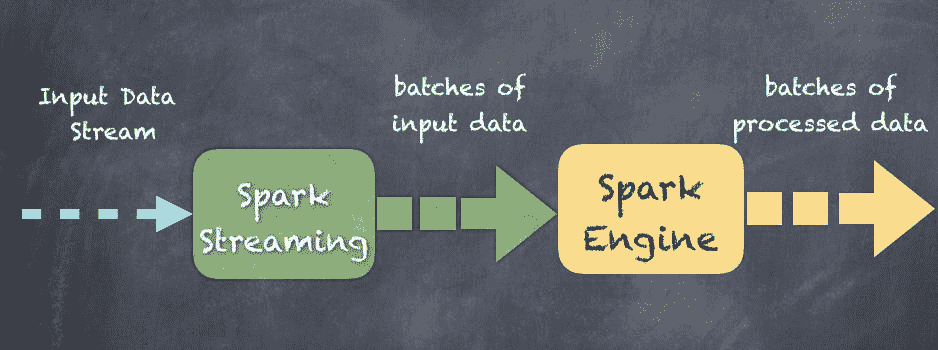 Input Data
Stream
batches of
input data
batches of
processed data
Spark
Streaming
Spark
Engine